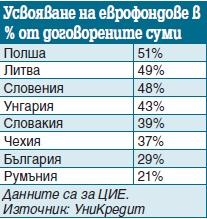 Усвояване на еврофондове в
% от договорените суми
Полша 51%
Литва 49%
Словения 48%
Унгария 43%
Словакия 39%
Чехия 37%
България 29%
Румъния 21%
Данните са за ЦИЕ.
Източник: УниКредит